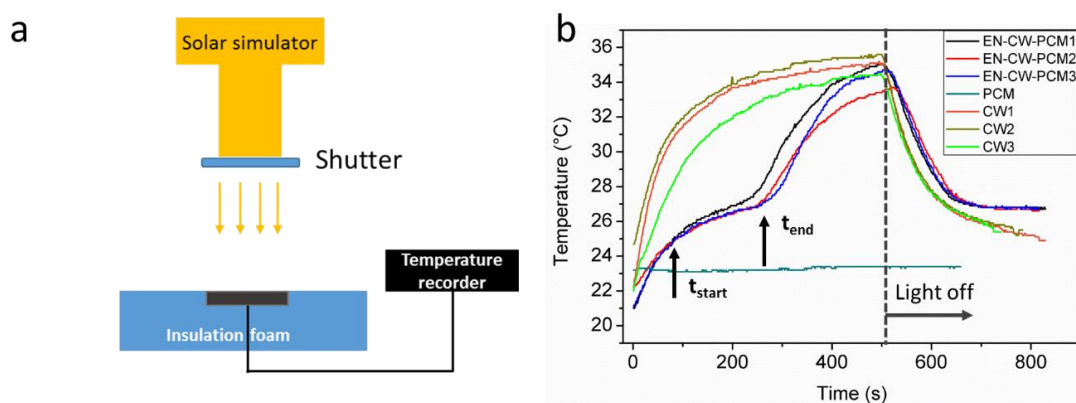 a
Solar simulator
Shutter
Temperature
recorder
Insulation foam
b
Temperature (°C)
36
34
32
30
28
26
24
22
20
EN-CW-PCM1
EN-CW-PCM2
EN-CW-PCM3
PCM
CW1
CW2
CW3
t_start
t_end
Light off
0
200
400
600
800
Time (s)